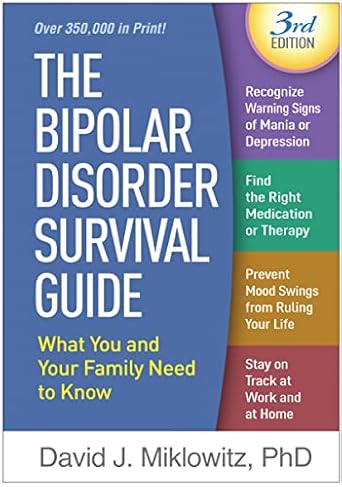 Over 350,000 in Print!
3rd
EDITION
THE
BIPOLAR
DISORDER
SURVIVAL
GUIDE
What You and
Your Family Need
to Know
Recognize
Warning Signs
of Mania or
Depression
Find
the Right
Medication
or Therapy
Prevent
Mood Swings
from Ruling
Your Life
Stay on
Track at
Work and
at Home
David J. Miklowitz, PhD